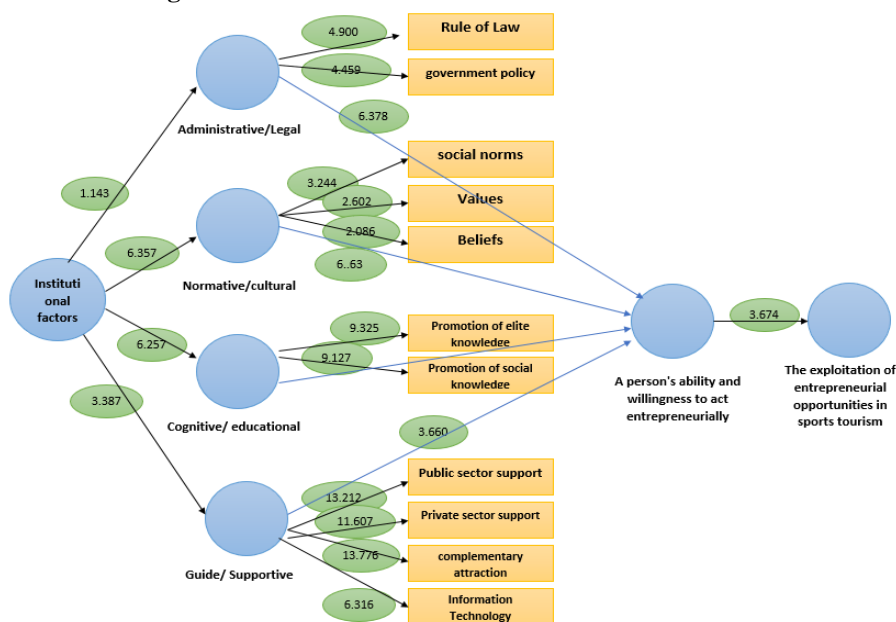 4.900
Rule of Law
4.459
government policy
Administrative/Legal
6.378
social norms
1.143
3.244
2.602
Values
2.086
Beliefs
6.357
Normative/cultural
6..63
Instituti
onal
factors
9.325
Promotion of elite
knowledge
6.257
9.127
Promotion of social
knowledge
3.674
A person's ability and
willingness to act
entrepreneurially
The exploitation of
entrepreneurial
opportunities in
sports tourism
3.387
Cognitive/ educational
3.660
Public sector support
13.212
Private sector support
11.607
13.776
complementary
attraction
Guide/ Supportive
6.316
Information
Technology